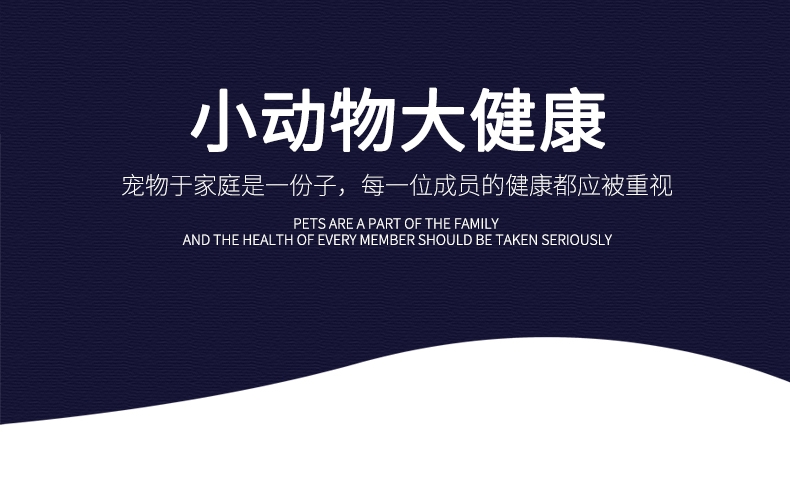 小动物大健康
宠物于家庭是一份子，每一位成员的健康都应被重视
PETS ARE A PART OF THE FAMILY
AND THE HEALTH OF EVERY MEMBER SHOULD BE TAKEN SERIOUSLY